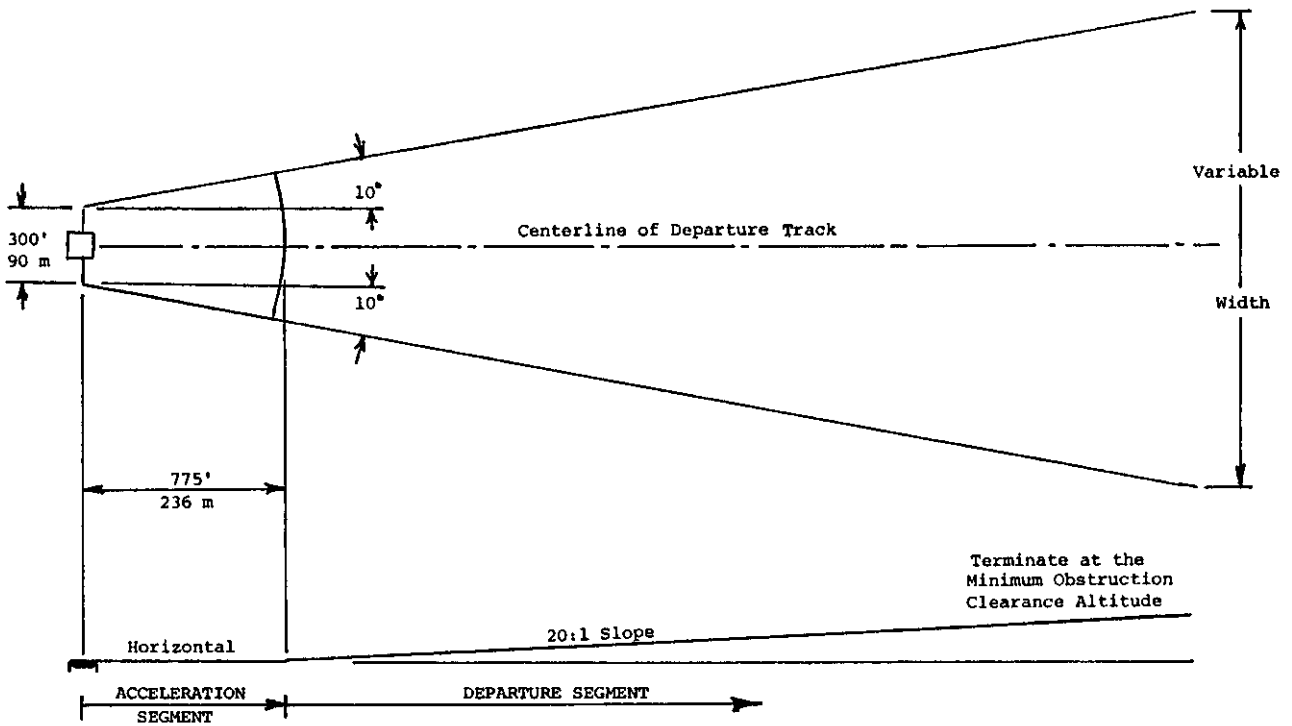 10°
Variable
300'
90 m
Centerline of Departure Track
10°
Width
775'
236 m
Terminate at the
Minimum Obstruction
Clearance Altitude
20:1 Slope
Horizontal
ACCELERATION
SEGMENT
DEPARTURE SEGMENT